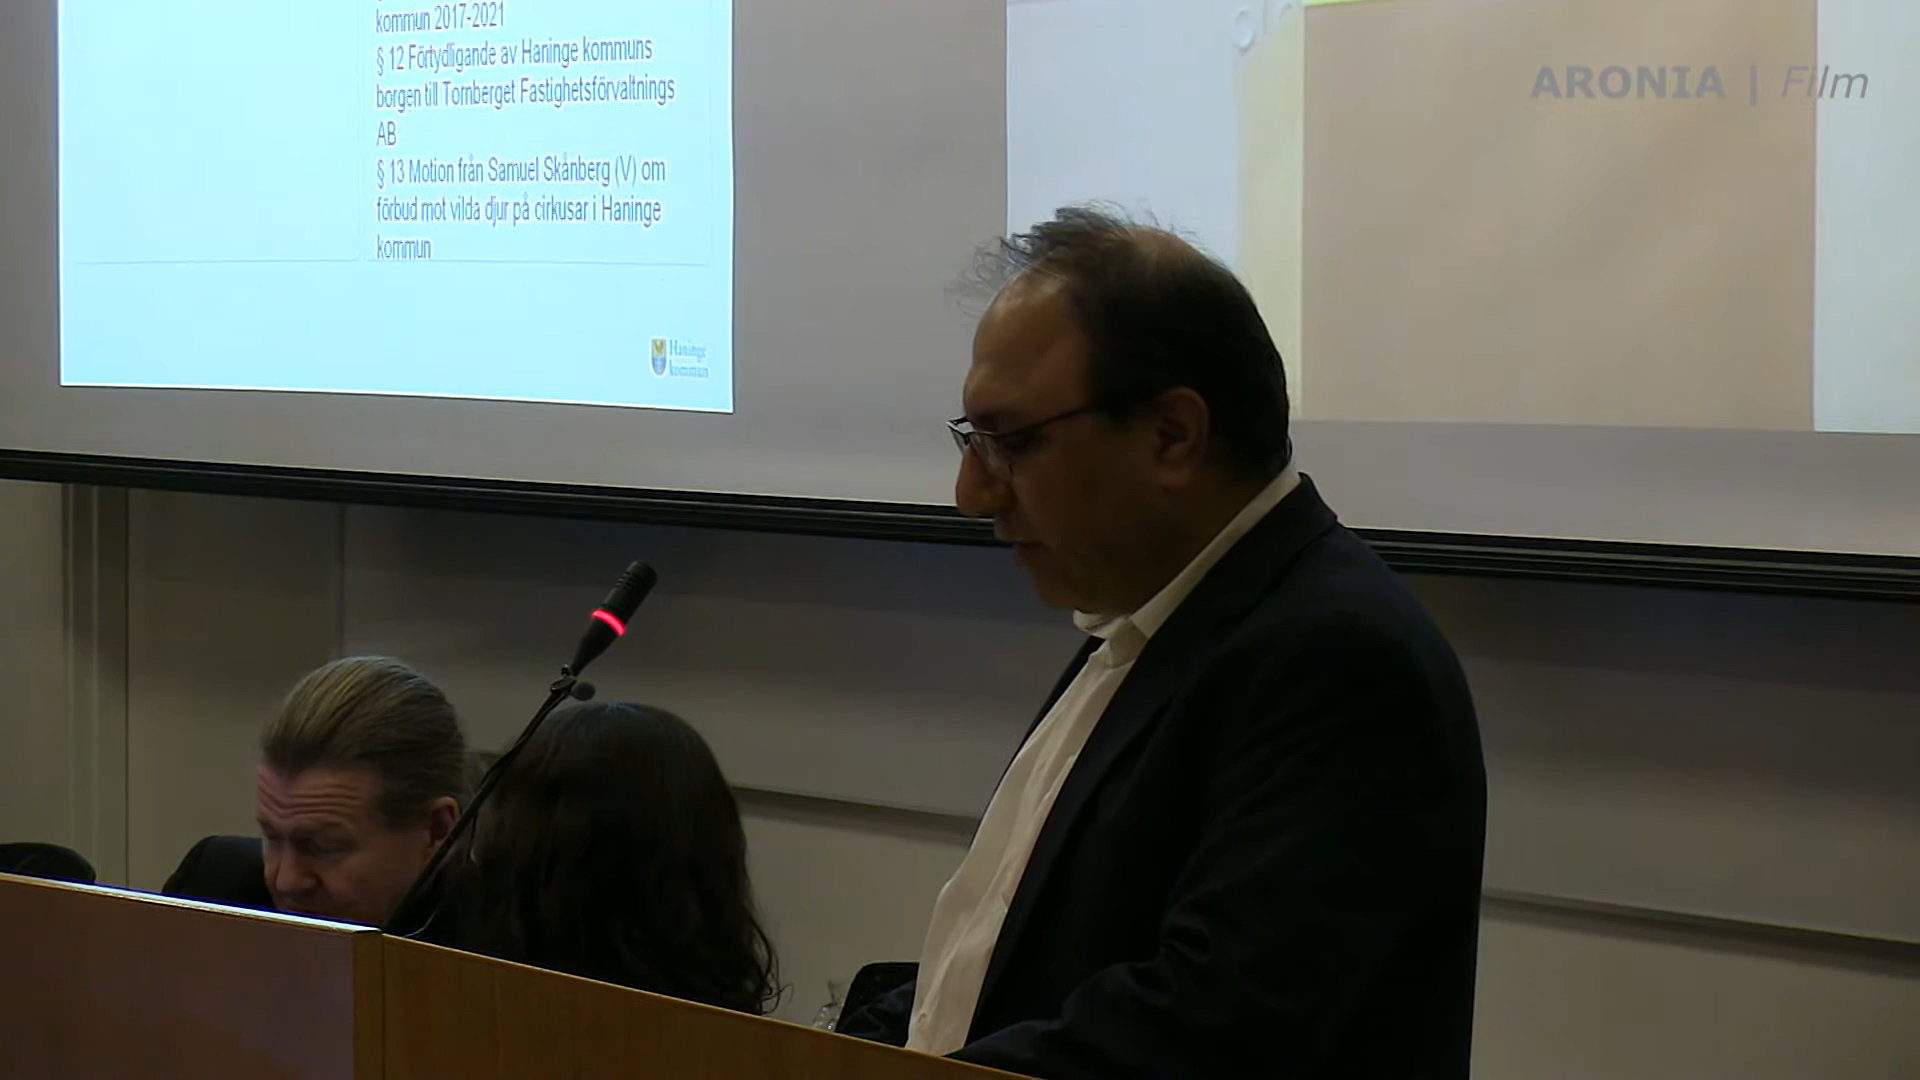 kommun 2017-2021
§ 12 Förtydligande av Haninge kommuns
borgen till Tornberget Fastighetsförvaltnings
AB
§ 13 Motion från Samuel Skånberg (V) om
förbud mot vilda djur på cirkusar i Haninge
kommun
Haninge
kommun
ARONIA | Film